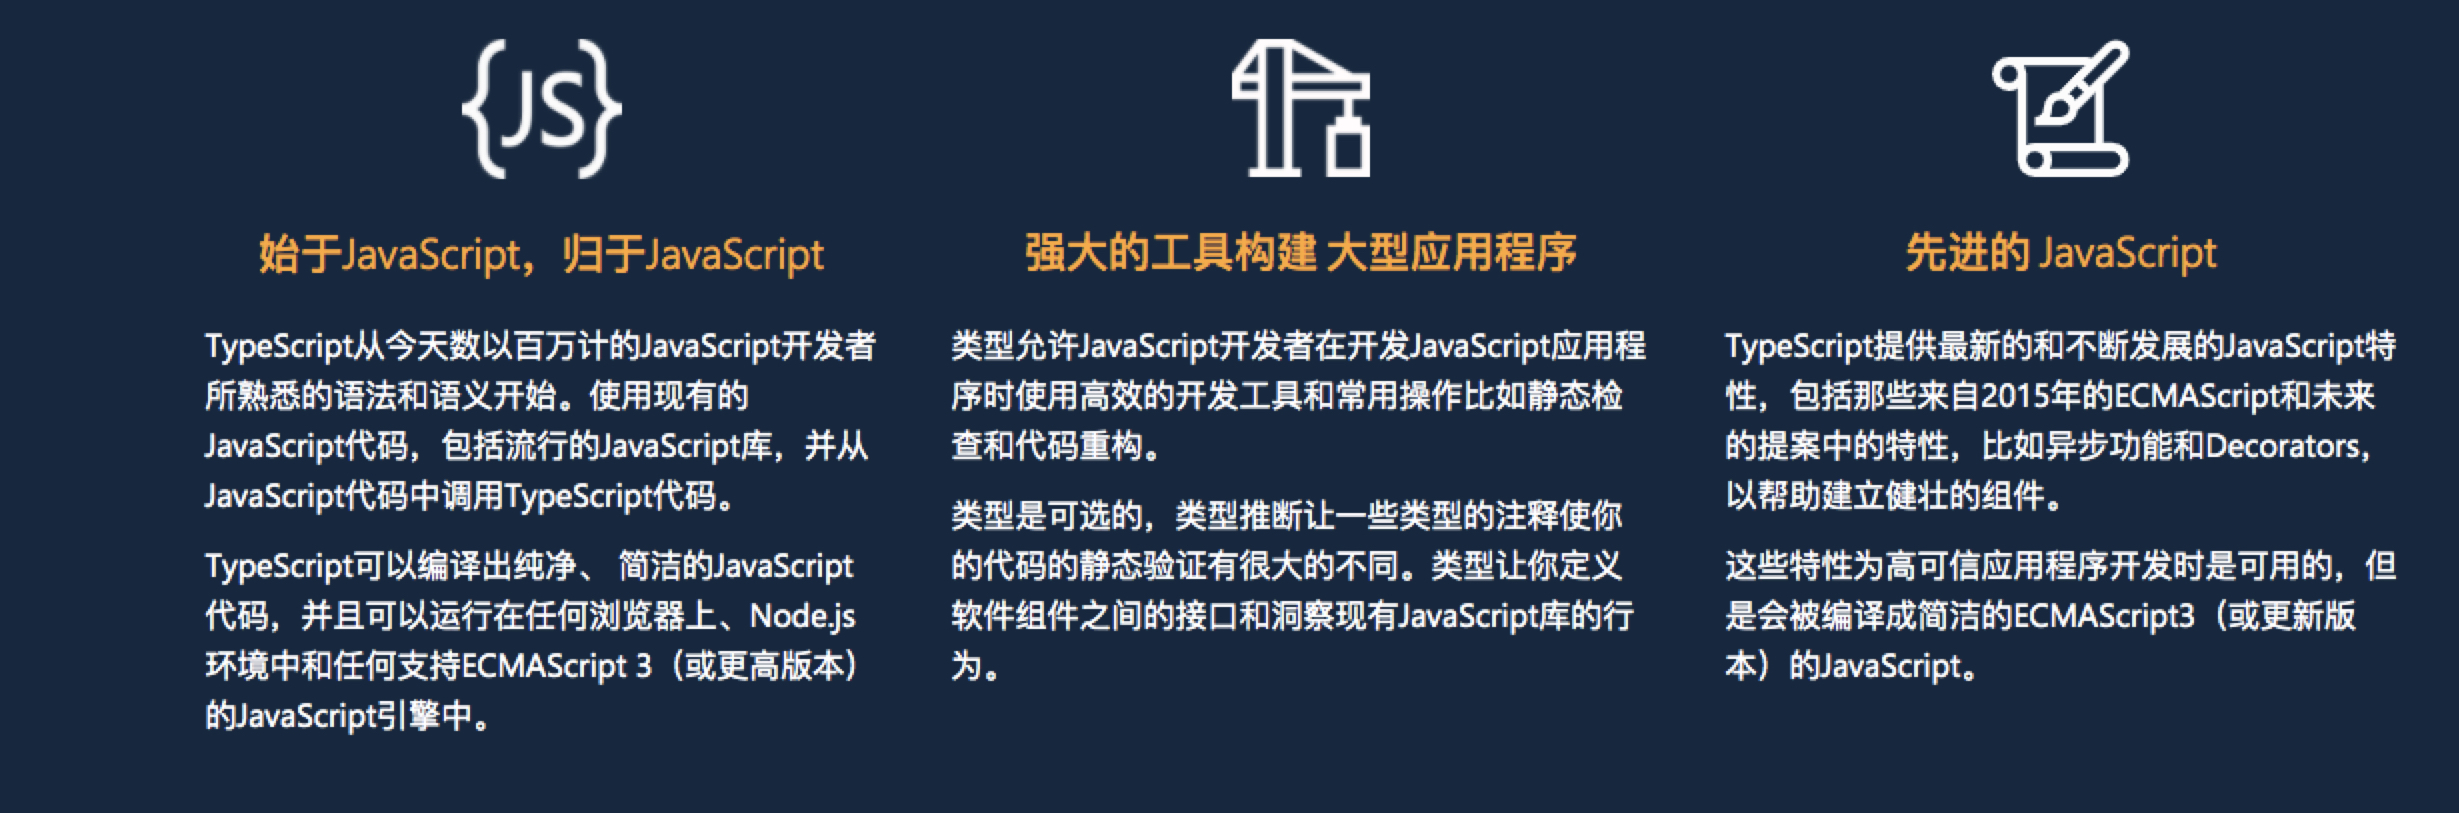 {JS}
始于JavaScript，归于JavaScript
TypeScript从今天数以百万计的JavaScript开发者
所熟悉的语法和语义开始。使用现有的
JavaScript代码，包括流行的JavaScript库，并从
JavaScript代码中调用TypeScript代码。
TypeScript可以编译出纯净、 简洁的JavaScript
代码，并且可以运行在任何浏览器上、Node.js
环境中和任何支持ECMAScript 3（或更高版本）
的JavaScript引擎中。
强大的工具构建 大型应用程序
类型允许JavaScript开发者在开发JavaScript应用程
序时使用高效的开发工具和常用操作比如静态检
查和代码重构。
类型是可选的，类型推断让一些类型的注释使你
的代码的静态验证有很大的不同。类型让你定义
软件组件之间的接口和洞察现有JavaScript库的行
为。
先进的 JavaScript
TypeScript提供最新的和不断发展的JavaScript特
性，包括那些来自2015年的ECMAScript和未来
的提案中的特性，比如异步功能和Decorators，
以帮助建立健壮的组件。
这些特性为高可信应用程序开发时是可用的，但
是会被编译成简洁的ECMAScript3（或更新版
本）的JavaScript。